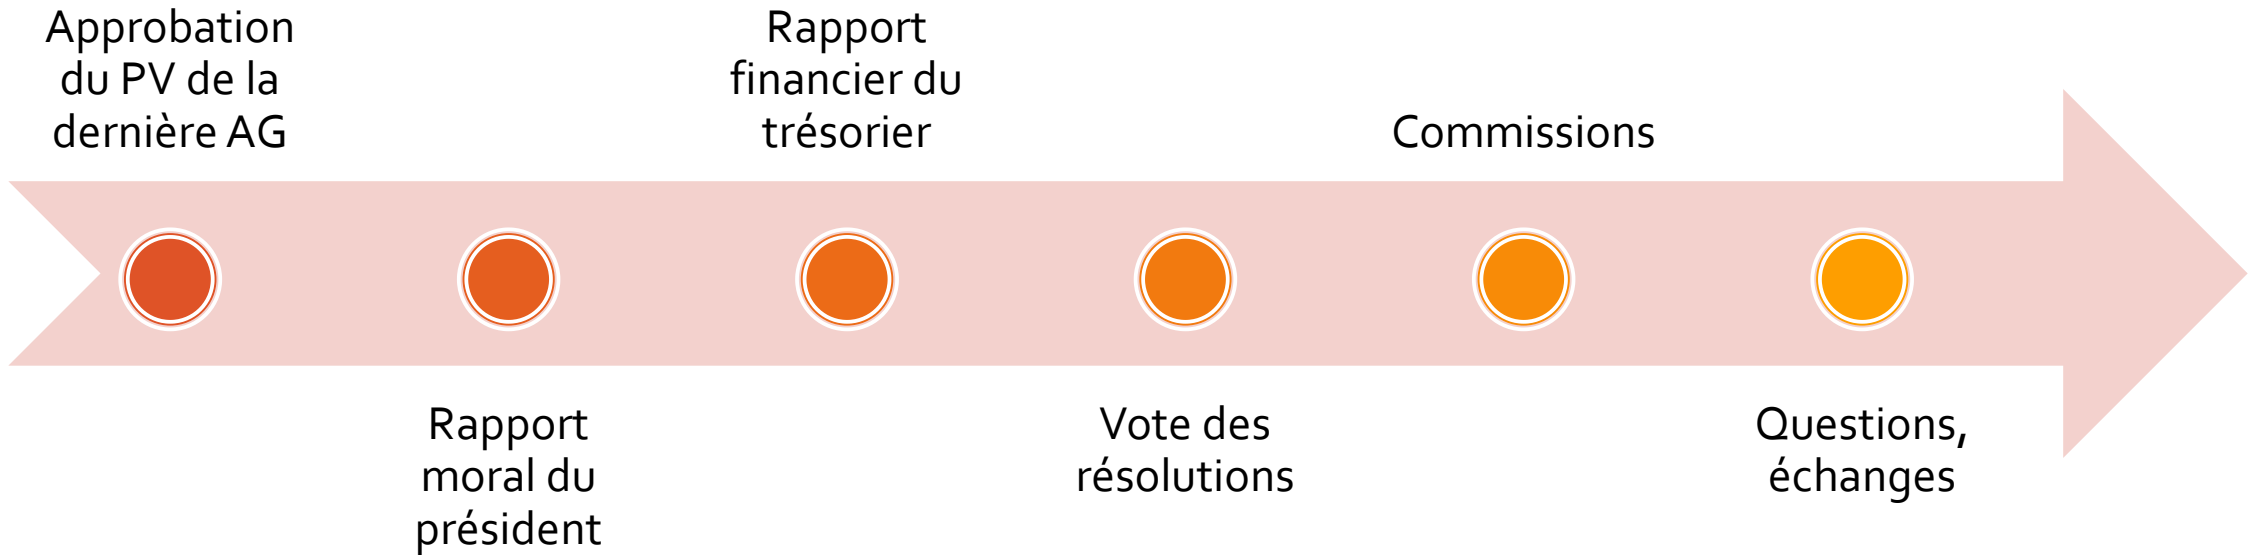 Approbation
du PV de la
dernière AG
Rapport
moral du
président
Rapport
financier du
trésorier
Vote des
résolutions
Commissions
Questions,
échanges